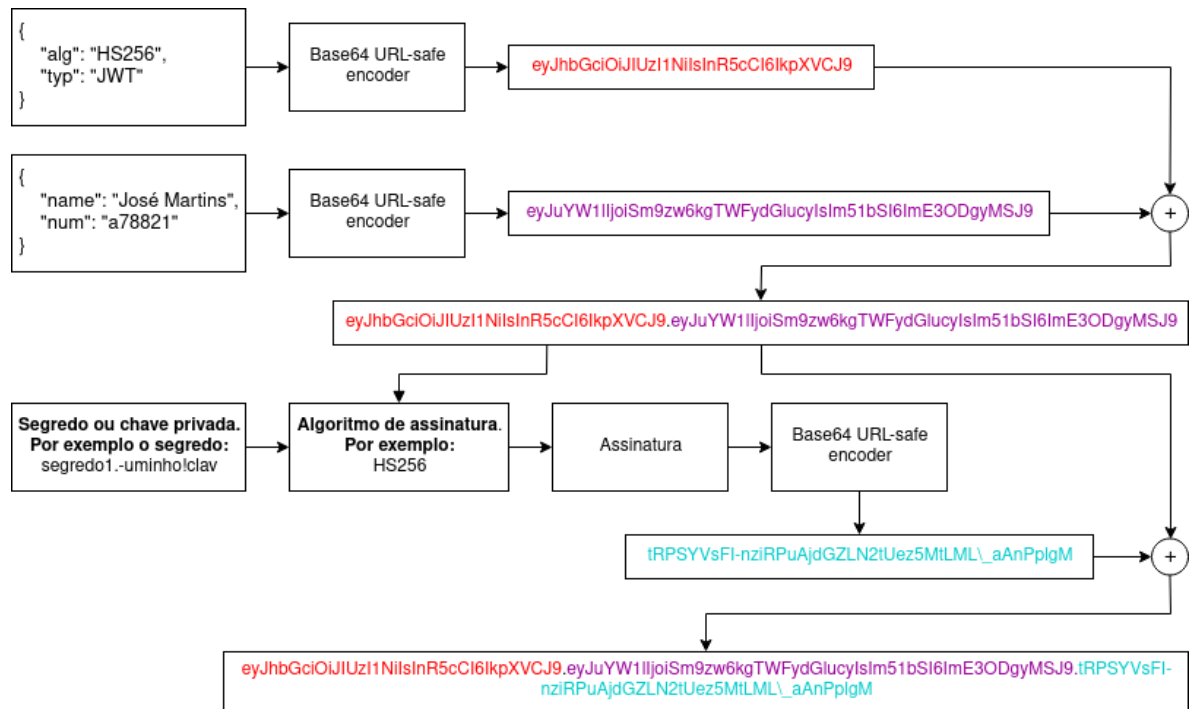 {
"alg": "HS256",
"typ": "JWT"
}
Base64 URL-safe
encoder
eyJhbGciOiJIUzI1NiIsInR5cCI6IkpXVCJ9
{
"name": "José Martins",
"num": "a78821"
}
Base64 URL-safe
encoder
eyJuYW1lIjoiSm9zw6kgTWFydGlucyIsIm51bSI6ImE3ODgyMSJ9
+
eyJhbGciOiJIUzI1NiIsInR5cCI6IkpXVCJ9.eyJuYW1lIjoiSm9zw6kgTWFydGlucyIsIm51bSI6ImE3ODgyMSJ9
Segredo ou chave privada.
Por exemplo o segredo:
segredo1.-uminho!clav
Algoritmo de assinatura.
Por exemplo:
HS256
Assinatura
Base64 URL-safe
encoder
tRPSYVsFI-nziRPuAjdGZLN2tUez5MtLML\_aAnPplgM
+
eyJhbGciOiJIUzI1NiIsInR5cCI6IkpXVCJ9.eyJuYW1lIjoiSm9zw6kgTWFydGlucyIsIm51bSI6ImE3ODgyMSJ9.tRPSYVsFI-
nziRPuAjdGZLN2tUez5MtLML\_aAnPplgM